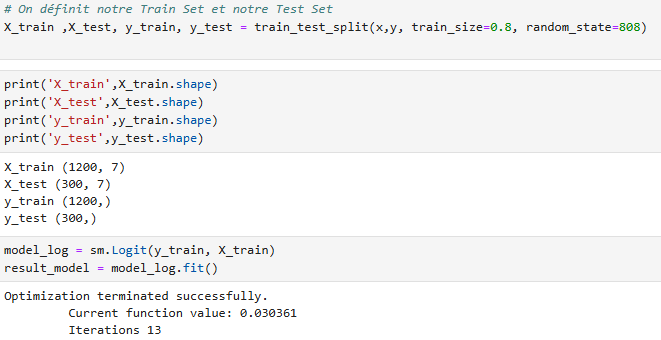 # On définit notre Train Set et notre Test Set
X_train ,X_test, y_train, y_test = train_test_split(x,y, train_size=0.8, random_state=808)
print('X_train',X_train.shape)
print('X_test',X_test.shape)
print('y_train',y_train.shape)
print('y_test',y_test.shape)
X_train (1200, 7)
X_test (300, 7)
y_train (1200,)
y_test (300,)
model_log = sm.Logit(y_train, X_train)
result_model = model_log.fit()
Optimization terminated successfully.
         Current function value: 0.030361
         Iterations 13